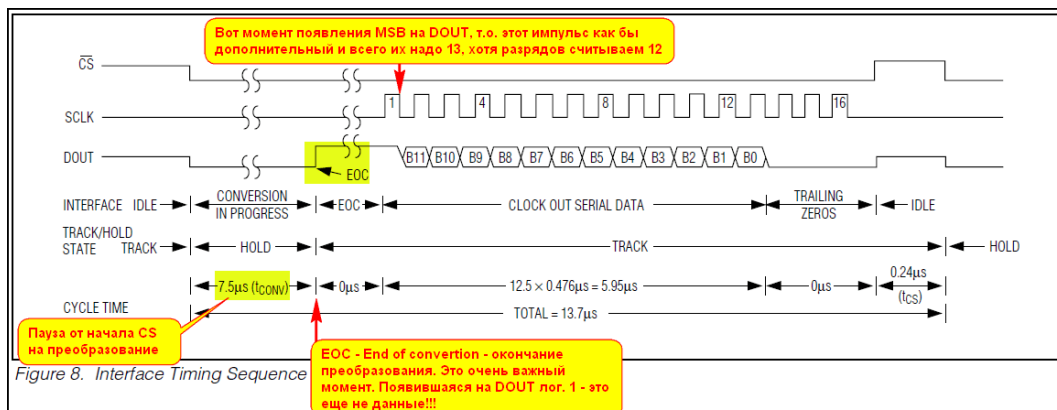 Вот момент появления MSB на DOUT, т.о. этот импульс как бы
дополнительный и всего их надо 13, хотя разрядов считываем 12
CS
1 4 8 12 16
SCLK
DOUT
B11 B10 B9 B8 B7 B6 B5 B4 B3 B2 B1 B0
EOC
INTERFACE IDLE
CONVERSION
IN PROGRESS
EOC
CLOCK OUT SERIAL DATA
TRAILING
ZEROS
IDLE
TRACK/HOLD
STATE TRACK
HOLD
TRACK
HOLD
7.5µs (tCONV)
0µs
12.5 × 0.476µs = 5.95µs
0µs
0.24µs
(tCS)
CYCLE TIME
TOTAL = 13.7µs
Пауза от начала CS
на преобразование
EOC - End of convertion - окончание
преобразования. Это очень важный
момент. Появившаяся на DOUT лог. 1 - это
еще не данные!!!
Figure 8. Interface Timing Sequence